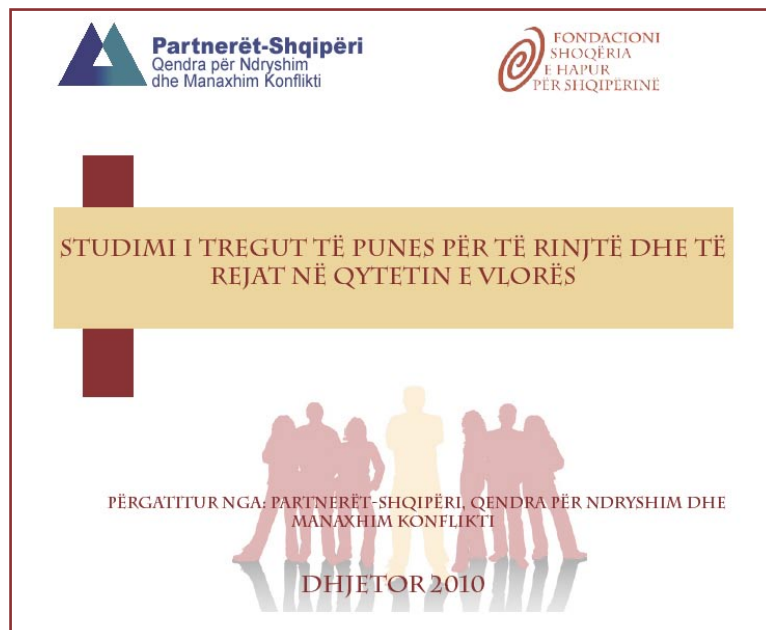 Partnerët-Shqipëri
Qendra për Ndryshim
dhe Manaxhim Konflikti
FONDACIONI
SHOQËRIA
E HAPUR
PËR SHQIPËRINË
STUDIMI I TREGUT TË PUNES PËR TË RINJTË DHE TË
REJAT NË QYTETIN E VLORËS
PËRGATITUR NGA: PARTNERËT-SHQIPËRI, QENDRA PËR NDRYSHIM DHE
MANAXHIM KONFLIKTI
DHJETOR 2010